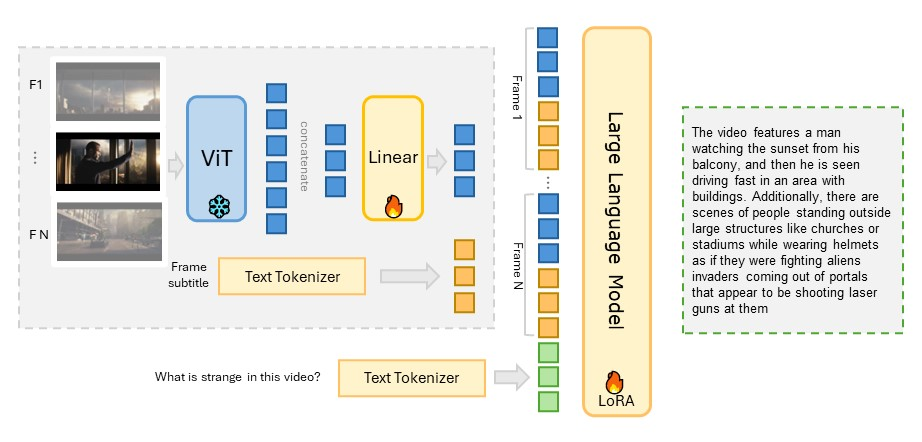 F1
⋮
F N
ViT
concatenate
Linear
Frame
subtitle
Text Tokenizer
What is strange in this video?
Text Tokenizer
Frame 1
⋮
Frame N
Large Language Model
LoRA
The video features a man
watching the sunset from his
balcony, and then he is seen
driving fast in an area with
buildings. Additionally, there are
scenes of people standing outside
large structures like churches or
stadiums while wearing helmets
as if they were fighting aliens
invaders coming out of portals
that appear to be shooting laser
guns at them